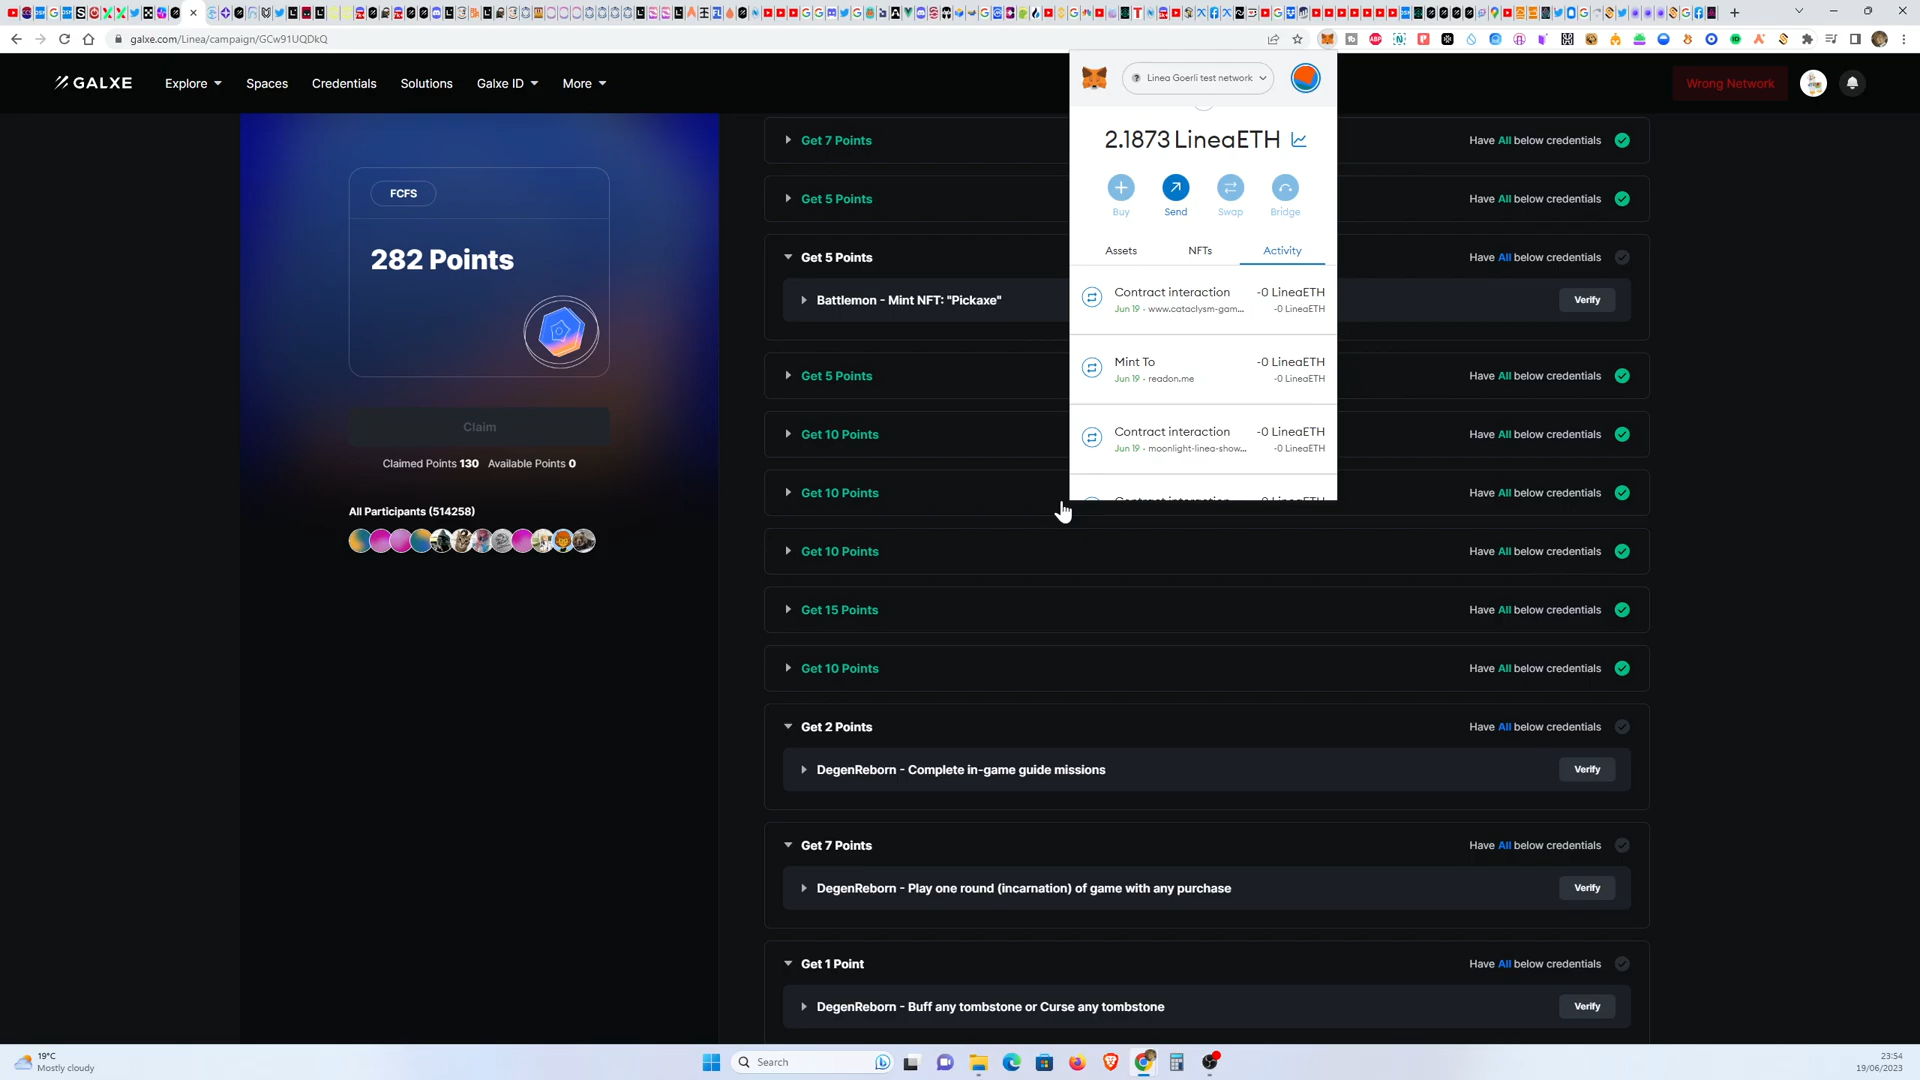 galxe.com/Linea/campaign/GCw91UQDkQ
GALXE
Explore
Spaces
Credentials
Solutions
Galxe ID
More
Wrong Network
FCFS
282 Points
Claim
Claimed Points 130 Available Points 0
All Participants (514258)
Get 7 Points
Have All below credentials
Get 5 Points
Have All below credentials
Get 5 Points
Have All below credentials
Battlemon - Mint NFT: "Pickaxe"
Verify
Get 5 Points
Have All below credentials
Get 10 Points
Have All below credentials
Get 10 Points
Have All below credentials
Get 10 Points
Have All below credentials
Get 15 Points
Have All below credentials
Get 10 Points
Have All below credentials
Get 2 Points
Have All below credentials
DegenReborn - Complete in-game guide missions
Verify
Get 7 Points
Have All below credentials
DegenReborn - Play one round (incarnation) of game with any purchase
Verify
Get 1 Point
Have All below credentials
DegenReborn - Buff any tombstone or Curse any tombstone
Verify
Linea Goerli test network
2.1873 LineaETH
Buy
Send
Swap
Bridge
Assets
NFTs
Activity
Contract interaction
-0 LineaETH
Jun 19 · www.cataclysm-gam...
-0 LineaETH
Mint To
-0 LineaETH
Jun 19 · readon.me
-0 LineaETH
Contract interaction
-0 LineaETH
Jun 19 · moonlight-linea-show...
-0 LineaETH
Contract interaction
-0 LineaETH
19°C
Mostly cloudy
Search
23:54
19/06/2023